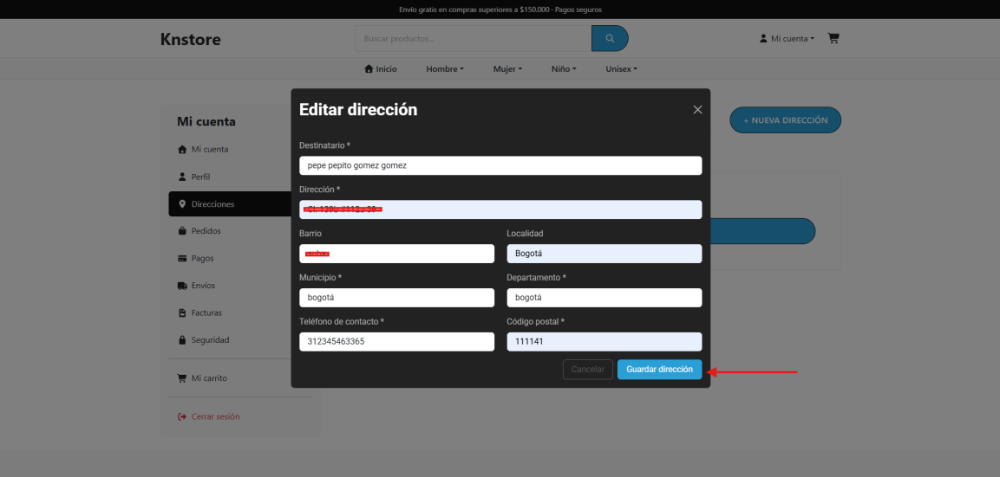 Envío gratis en compras superiores a $150.000 - Pagos seguros
Knstore
Buscar productos...
Mi cuenta
Inicio Hombre Mujer Niño Unisex
Mi cuenta
Mi cuenta
Perfil
Direcciones
Pedidos
Pagos
Envíos
Facturas
Seguridad
Mi carrito
Cerrar sesión
+ NUEVA DIRECCIÓN
Editar dirección
Destinatario *
pepe pepito gomez gomez
Dirección *
Barrio Localidad
Bogotá
Municipio * Departamento *
bogotá bogotá
Teléfono de contacto * Código postal *
312345463365 111141
Cancelar Guardar dirección